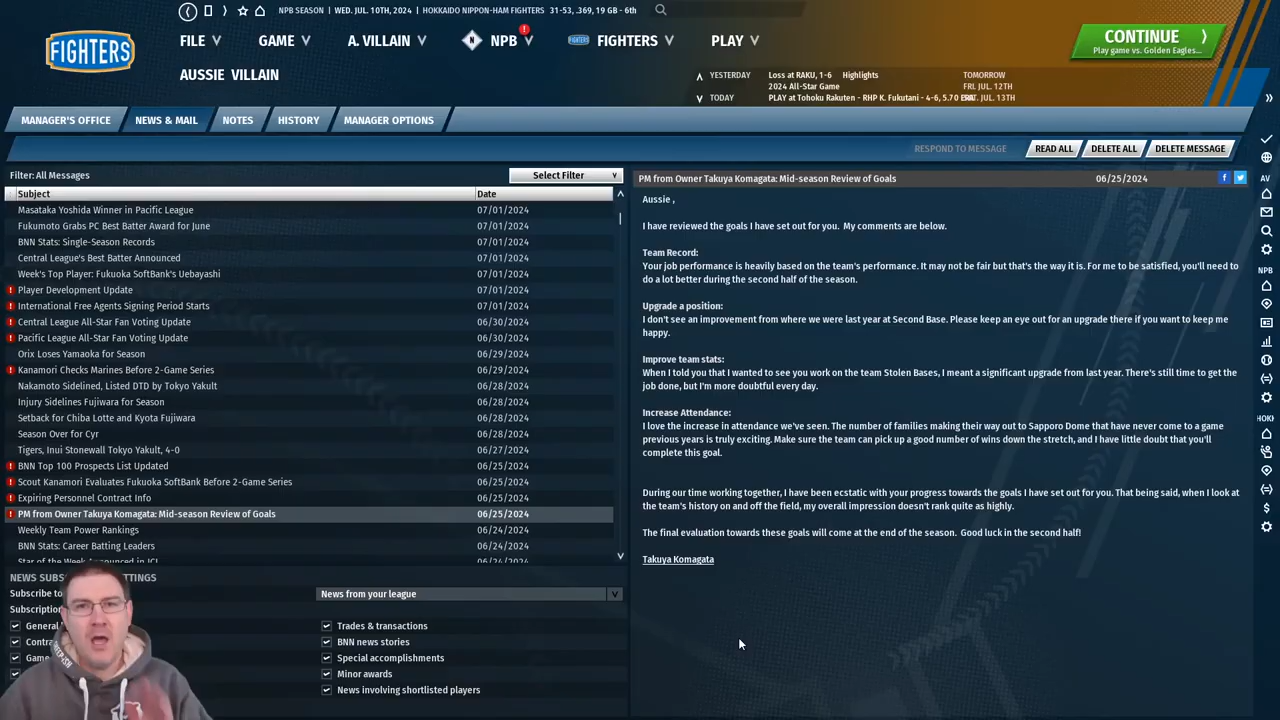 NPB SEASON | WED. JUL. 10TH, 2024 | HOKKAIDO NIPPON-HAM FIGHTERS 31-53, .369, 19 GB - 6th
FIGHTERS
FILE
GAME
A. VILLAIN
NPB
FIGHTERS
PLAY
CONTINUE
Play game vs. Golden Eagles...
AUSSIE VILLAIN
YESTERDAY Loss at RAKU, 1-6 Highlights
TOMORROW
2024 All-Star Game
FRI. JUL. 12TH
TODAY PLAY at Tohoku Rakuten - RHP K. Fukutani - 4-6, 5.70 ERA
SAT. JUL. 13TH
MANAGER'S OFFICE
NEWS & MAIL
NOTES
HISTORY
MANAGER OPTIONS
RESPOND TO MESSAGE
READ ALL
DELETE ALL
DELETE MESSAGE
Filter: All Messages
Select Filter
Subject Date
Masataka Yoshida Winner in Pacific League 07/01/2024
Fukumoto Grabs PC Best Batter Award for June 07/01/2024
BNN Stats: Single-Season Records 07/01/2024
Central League's Best Batter Announced 07/01/2024
Week's Top Player: Fukuoka SoftBank's Uebayashi 07/01/2024
Player Development Update 07/01/2024
International Free Agents Signing Period Starts 07/01/2024
Central League All-Star Fan Voting Update 06/30/2024
Pacific League All-Star Fan Voting Update 06/30/2024
Orix Loses Yamaoka for Season 06/29/2024
Kanamori Checks Marines Before 2-Game Series 06/29/2024
Nakamoto Sidelined, Listed DTD by Tokyo Yakult 06/28/2024
Injury Sidelines Fujiwara for Season 06/28/2024
Setback for Chiba Lotte and Kyota Fujiwara 06/28/2024
Season Over for Cyr 06/28/2024
Tigers, Inui Stonewall Tokyo Yakult, 4-0 06/27/2024
BNN Top 100 Prospects List Updated 06/25/2024
Scout Kanamori Evaluates Fukuoka SoftBank Before 2-Game Series 06/25/2024
Expiring Personnel Contract Info 06/25/2024
PM from Owner Takuya Komagata: Mid-season Review of Goals 06/25/2024
Weekly Team Power Rankings 06/24/2024
BNN Stats: Career Batting Leaders 06/24/2024
Star of the Week Announced in JCL 06/24/2024
PM from Owner Takuya Komagata: Mid-season Review of Goals 06/25/2024
Aussie ,
I have reviewed the goals I have set out for you. My comments are below.
Team Record:
Your job performance is heavily based on the team's performance. It may not be fair but that's the way it is. For me to be satisfied, you'll need to
do a lot better during the second half of the season.
Upgrade a position:
I don't see an improvement from where we were last year at Second Base. Please keep an eye out for an upgrade there if you want to keep me
happy.
Improve team stats:
When I told you that I wanted to see you work on the team Stolen Bases, I meant a significant upgrade from last year. There's still time to get the
job done, but I'm more doubtful every day.
Increase Attendance:
I love the increase in attendance we've seen. The number of families making their way out to Sapporo Dome that have never come to a game
previous years is truly exciting. Make sure the team can pick up a good number of wins down the stretch, and I have little doubt that you'll
complete this goal.
During our time working together, I have been ecstatic with your progress towards the goals I have set out for you. That being said, when I look at
the team's history on and off the field, my overall impression doesn't rank quite as highly.
The final evaluation towards these goals will come at the end of the season. Good luck in the second half!
Takuya Komagata
NEWS
Subscribe to
News from your league
Subscription
General
Trades & transactions
BNN news stories
Game
Special accomplishments
Minor awards
News involving shortlisted players
AV
NPB
HOKK